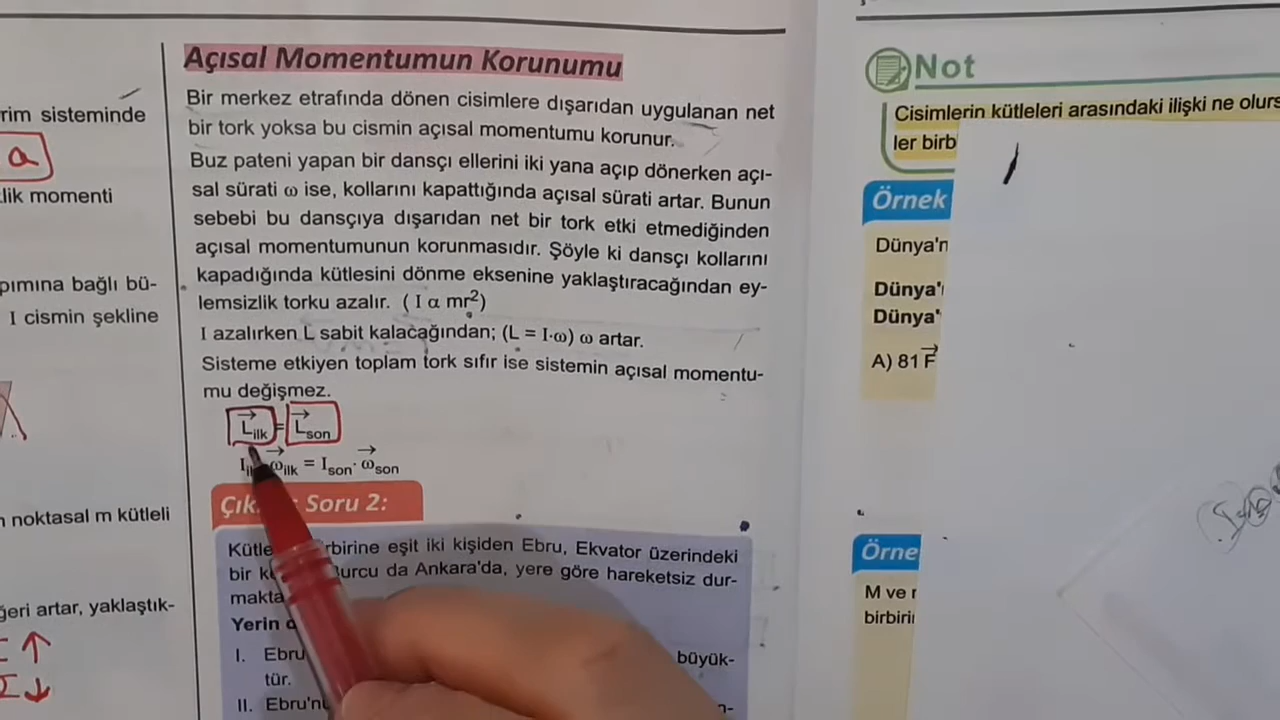 rim sisteminde
a
lik momenti
pımına bağlı bü-
I cismin şekline
noktasal m kütleli
ğeri artar, yaklaştık-
I ↑
I ↓
Açısal Momentumun Korunumu
Bir merkez etrafında dönen cisimlere dışarıdan uygulanan net
bir tork yoksa bu cismin açısal momentumu korunur.
Buz pateni yapan bir dansçı ellerini iki yana açıp dönerken açı-
sal sürati ω ise, kollarını kapattığında açısal sürati artar. Bunun
sebebi bu dansçıya dışarıdan net bir tork etki etmediğinden
açısal momentumunun korunmasıdır. Şöyle ki dansçı kollarını
kapadığında kütlesini dönme eksenine yaklaştıracağından ey-
lemsizlik torku azalır. ( I α mr²)
I azalırken L sabit kalacağından; (L = I·ω) ω artar.
Sisteme etkiyen toplam tork sıfır ise sistemin açısal momentu-
mu değişmez.
L⃗ilk = L⃗son
ω⃗ilk = Ison · ω⃗son
Soru 2:
birbirine eşit iki kişiden Ebru, Ekvator üzerindeki
bir Burcu da Ankara'da, yere göre hareketsiz dur-
makta
Yerin
I. Ebru büyük-
tür.
II. Ebru'nu
Not
Cisimlerin kütleleri arasındaki ilişki ne olurs
ler birb
Örnek
Dünya'n
Dünya'
Dünya'
A) 81 F⃗
Örne
M ve
birbirin